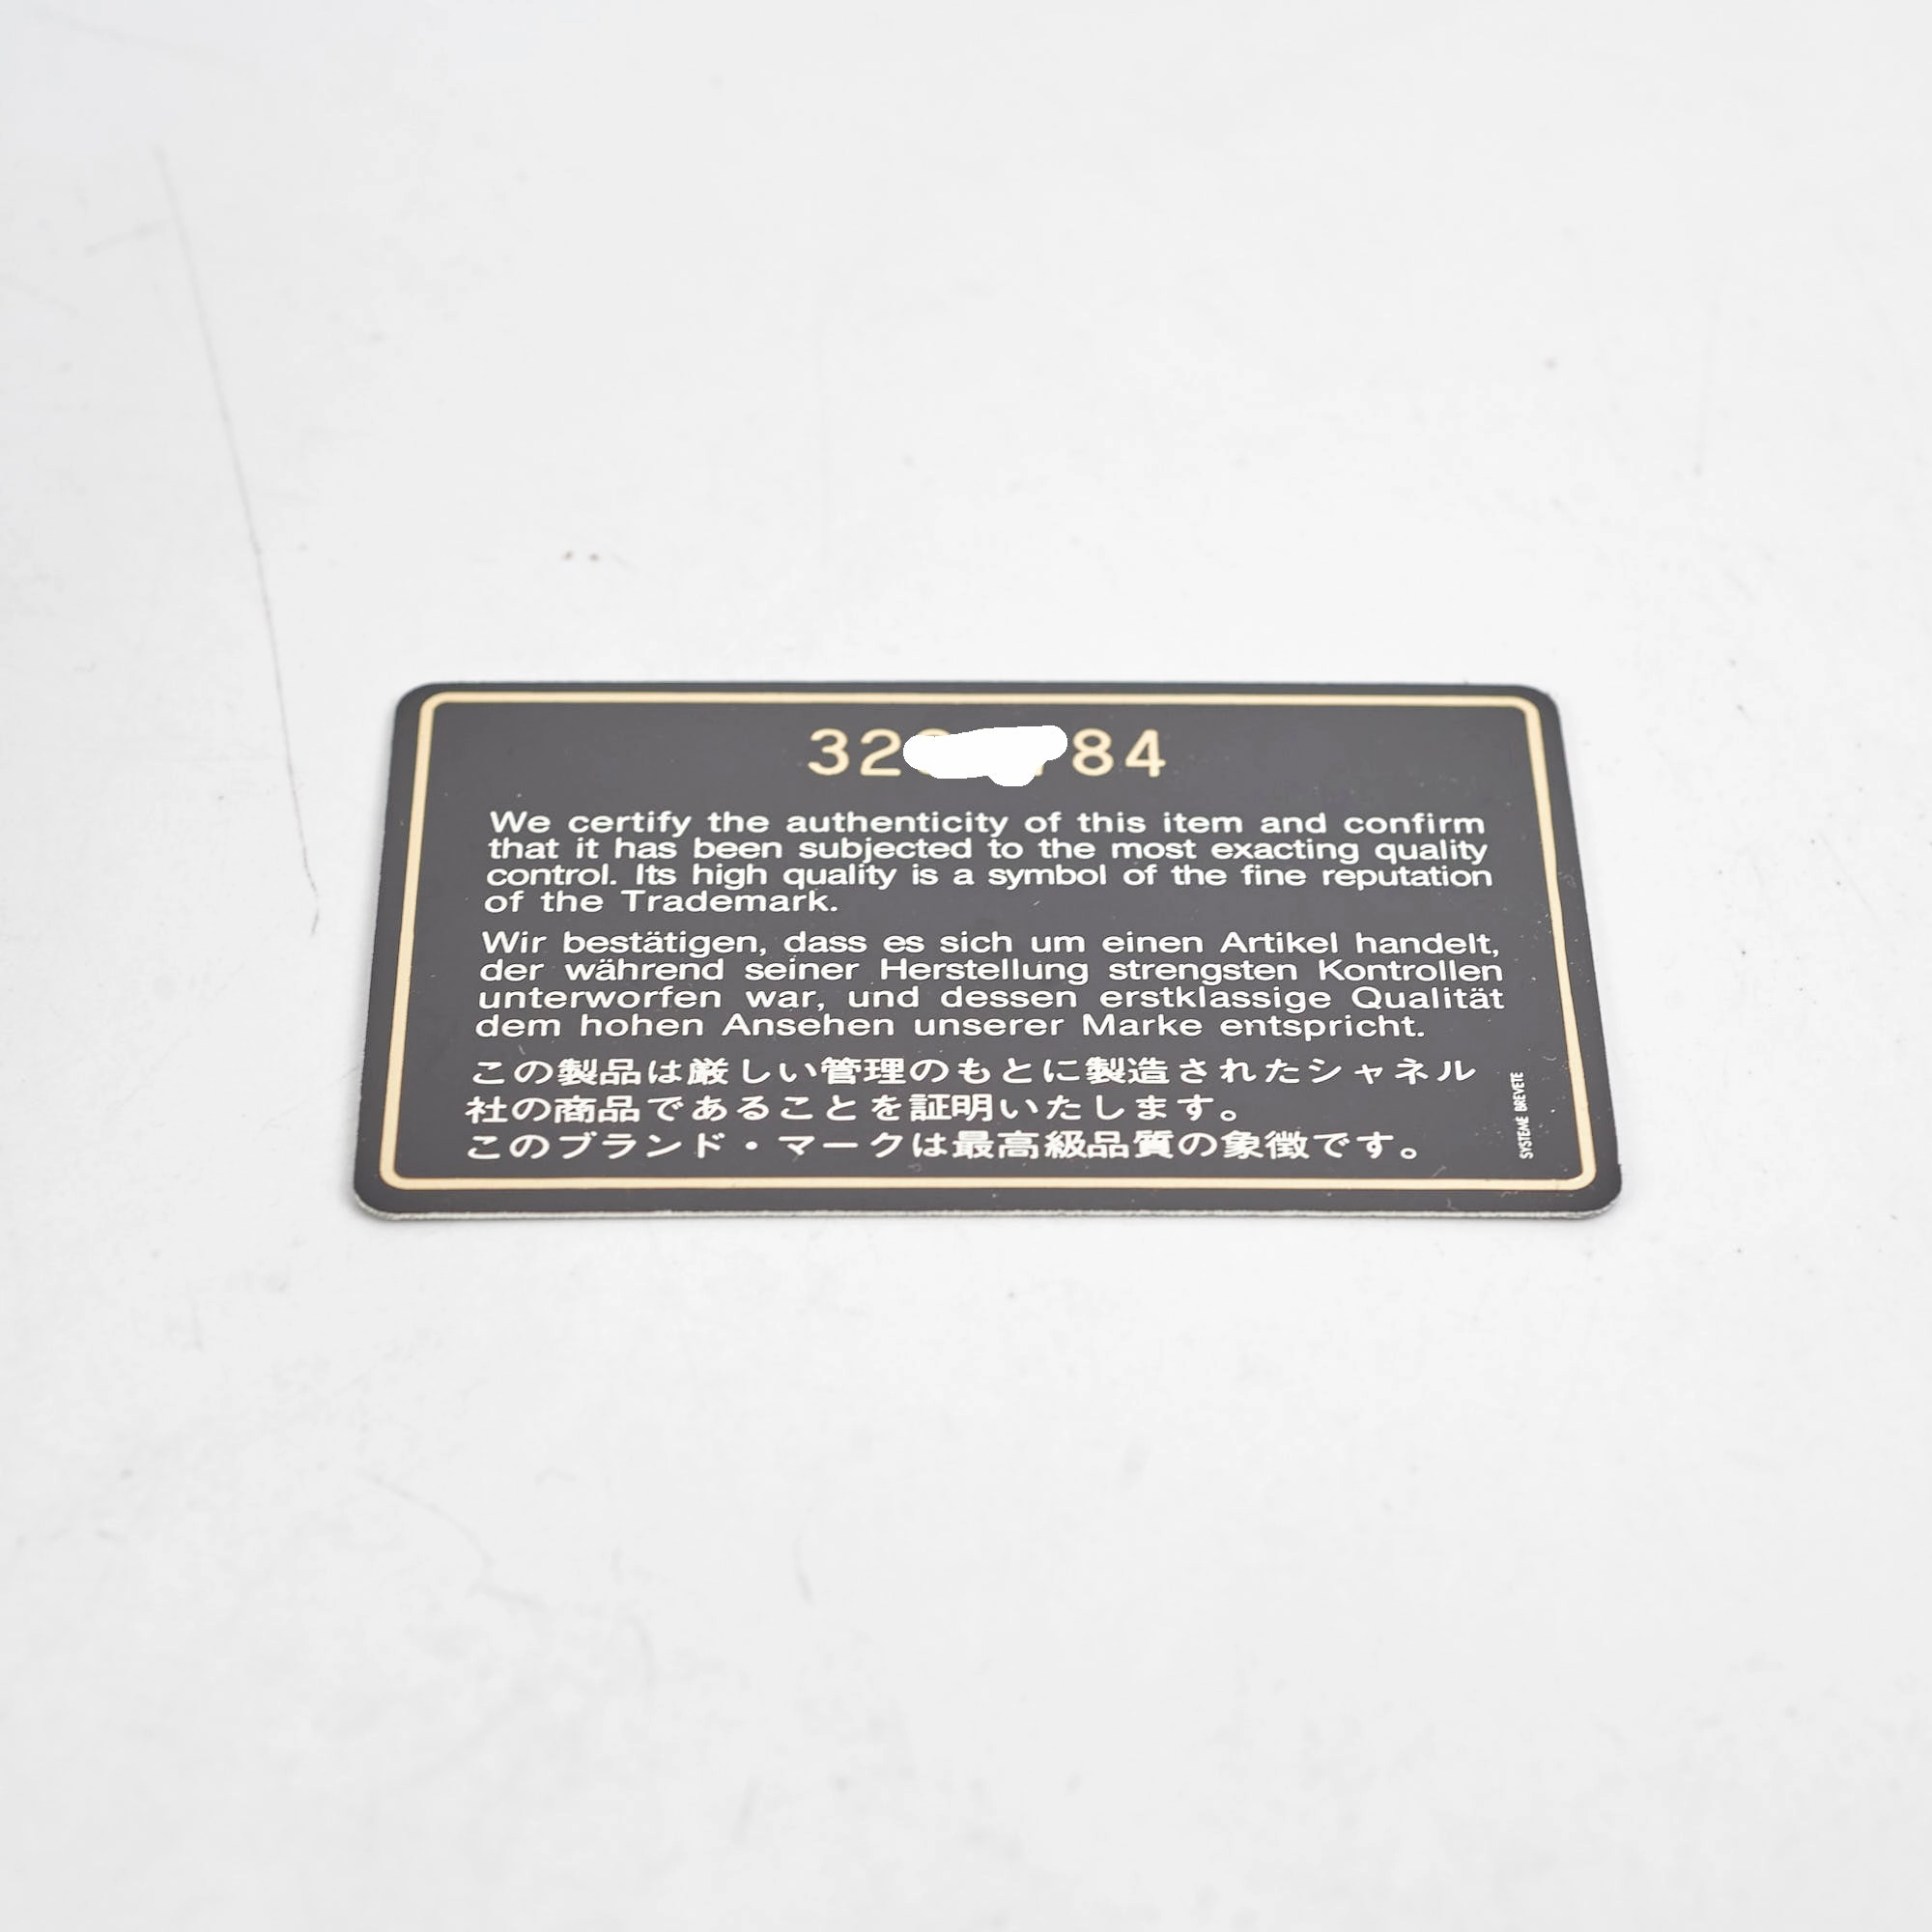 32 84
We certify the authenticity of this item and confirm
that it has been subjected to the most exacting quality
control. Its high quality is a symbol of the fine reputation
of the Trademark.
Wir bestätigen, dass es sich um einen Artikel handelt,
der während seiner Herstellung strengsten Kontrollen
unterworfen war, und dessen erstklassige Qualität
dem hohen Ansehen unserer Marke entspricht.
この製品は厳しい管理のもとに製造されたシャネル
社の商品であることを証明いたします。
このブランド・マークは最高級品質の象徴です。
SYSTEME BREVETE